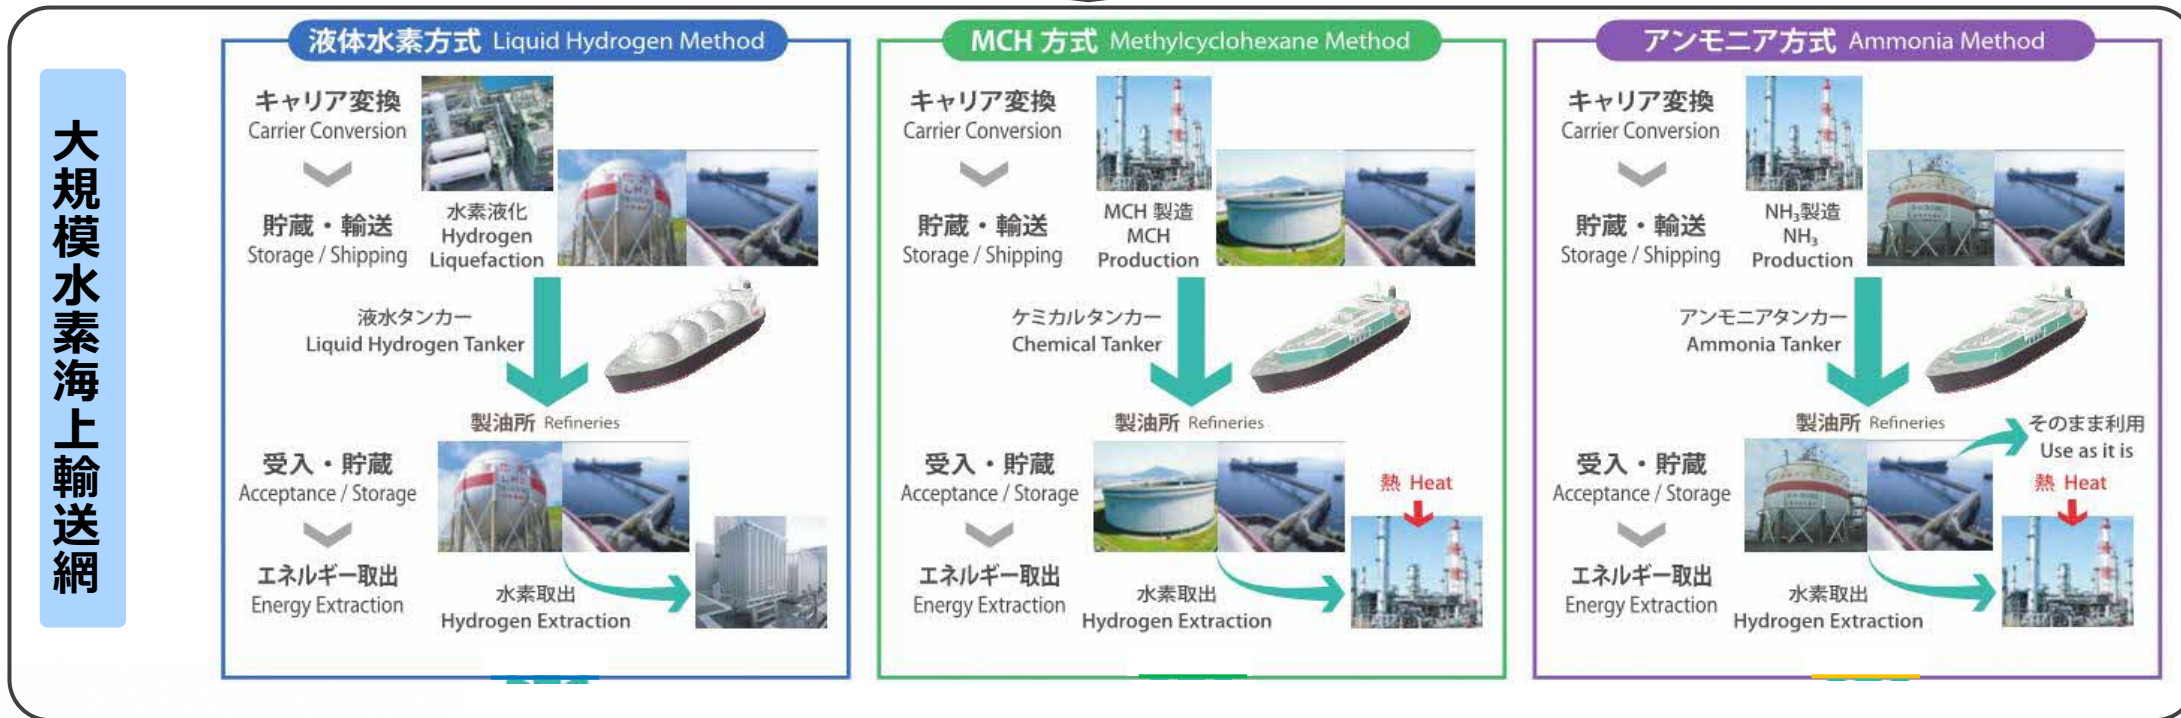 大規模水素海上輸送網
液体水素方式 Liquid Hydrogen Method
キャリア変換
Carrier Conversion
貯蔵・輸送
Storage / Shipping
水素液化
Hydrogen
Liquefaction
液水タンカー
Liquid Hydrogen Tanker
製油所 Refineries
受入・貯蔵
Acceptance / Storage
エネルギー取出
Energy Extraction
水素取出
Hydrogen Extraction
MCH 方式 Methylcyclohexane Method
キャリア変換
Carrier Conversion
貯蔵・輸送
Storage / Shipping
MCH 製造
MCH
Production
ケミカルタンカー
Chemical Tanker
製油所 Refineries
受入・貯蔵
Acceptance / Storage
熱 Heat
エネルギー取出
Energy Extraction
水素取出
Hydrogen Extraction
アンモニア方式 Ammonia Method
キャリア変換
Carrier Conversion
貯蔵・輸送
Storage / Shipping
NH₃製造
NH₃
Production
アンモニアタンカー
Ammonia Tanker
製油所 Refineries
そのまま利用
Use as it is
受入・貯蔵
Acceptance / Storage
熱 Heat
エネルギー取出
Energy Extraction
水素取出
Hydrogen Extraction